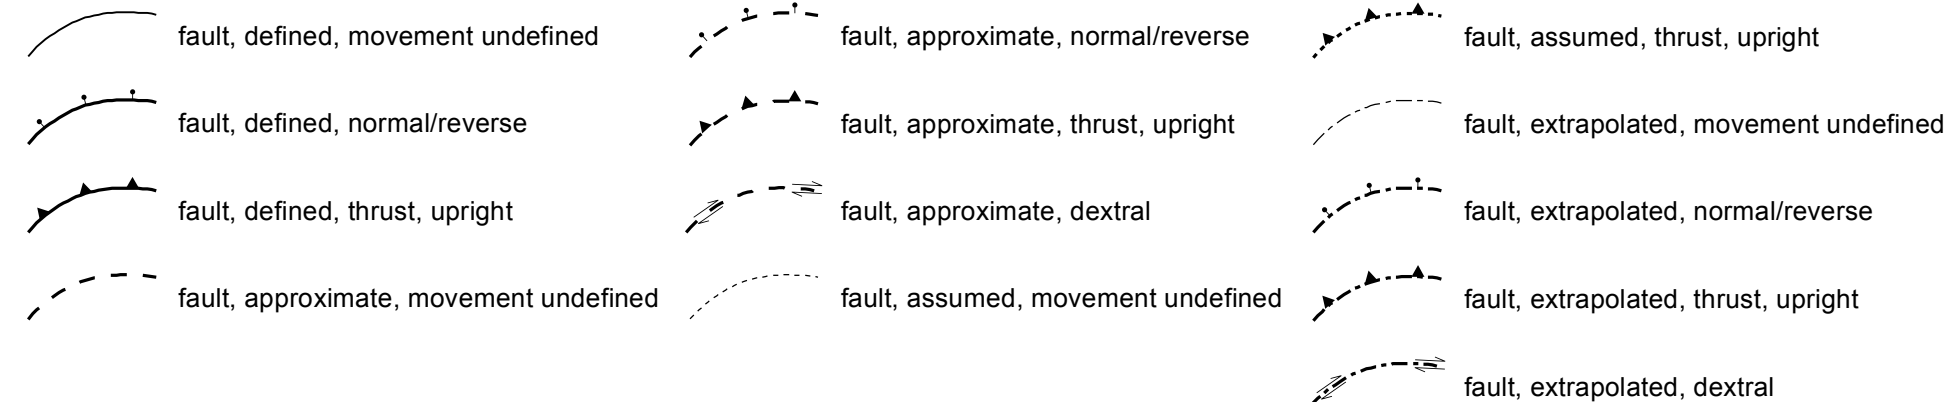 fault, defined, movement undefined
fault, defined, normal/reverse
fault, defined, thrust, upright
fault, approximate, movement undefined
fault, approximate, normal/reverse
fault, approximate, thrust, upright
fault, approximate, dextral
fault, assumed, movement undefined
fault, assumed, thrust, upright
fault, extrapolated, movement undefined
fault, extrapolated, normal/reverse
fault, extrapolated, thrust, upright
fault, extrapolated, dextral